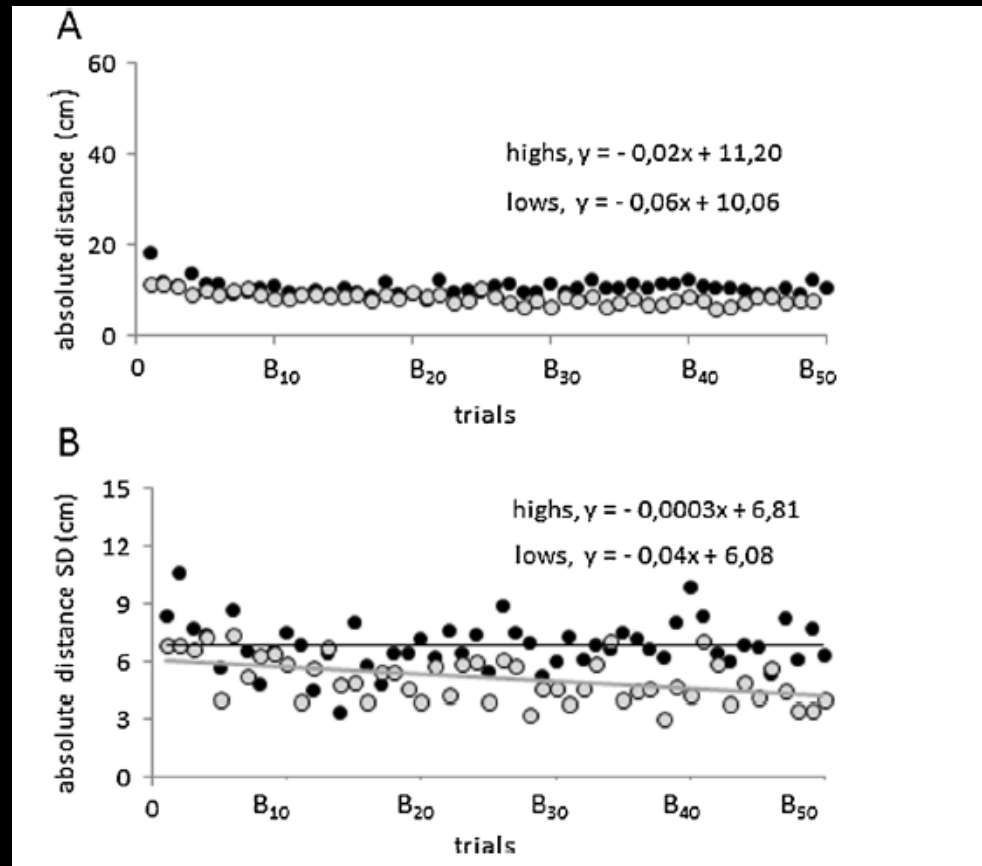 A
60
absolute distance (cm)
40
highs, y = - 0,02x + 11,20
lows, y = - 0,06x + 10,06
20
0
0 B10 B20 B30 B40 B50
trials
B
15
absolute distance SD (cm)
highs, y = - 0,0003x + 6,81
12
lows, y = - 0,04x + 6,08
9
6
3
0
0 B10 B20 B30 B40 B50
trials